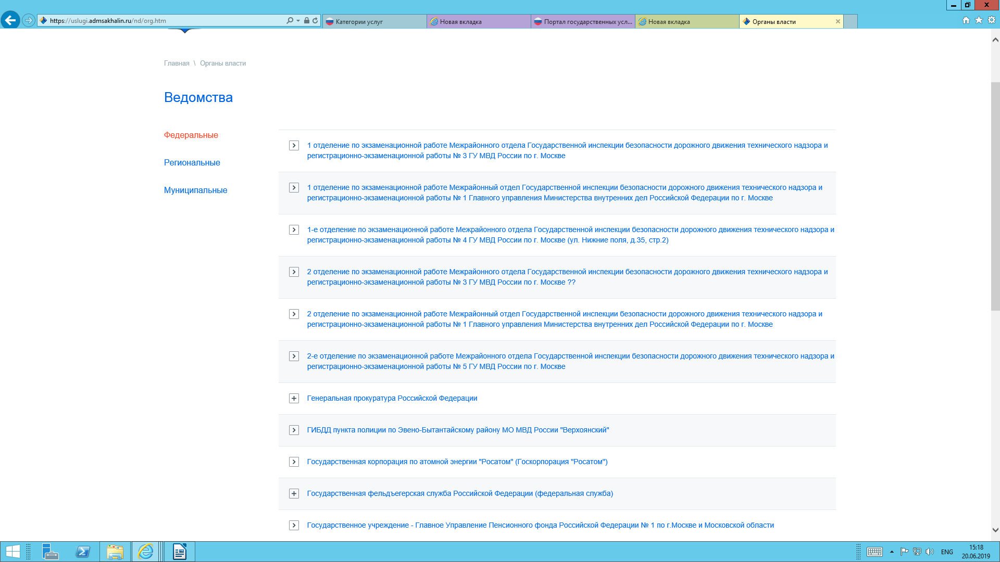 https://uslugi.admsakhalin.ru/nd/org.htm
Категории услуг
Новая вкладка
Портал государственных усл...
Новая вкладка
Органы власти
Главная \ Органы власти
Ведомства
Федеральные
Региональные
Муниципальные
1 отделение по экзаменационной работе Межрайонного отдела Государственной инспекции безопасности дорожного движения технического надзора и
регистрационно-экзаменационной работы № 3 ГУ МВД России по г. Москве
1 отделение по экзаменационной работе Межрайонный отдел Государственной инспекции безопасности дорожного движения технического надзора и
регистрационно-экзаменационной работы № 1 Главного управления Министерства внутренних дел Российской Федерации по г. Москве
1-е отделение по экзаменационной работе Межрайонного отдела Государственной инспекции безопасности дорожного движения технического надзора и
регистрационно-экзаменационной работы № 4 ГУ МВД России по г. Москве (ул. Нижние поля, д.35, стр.2)
2 отделение по экзаменационной работе Межрайонного отдела Государственной инспекции безопасности дорожного движения технического надзора и
регистрационно-экзаменационной работы № 3 ГУ МВД России по г. Москве ??
2 отделение по экзаменационной работе Межрайонный отдел Государственной инспекции безопасности дорожного движения технического надзора и
регистрационно-экзаменационной работы № 1 Главного управления Министерства внутренних дел Российской Федерации по г. Москве
2-е отделение по экзаменационной работе Межрайонного отдела Государственной инспекции безопасности дорожного движения технического надзора и
регистрационно-экзаменационной работы № 5 ГУ МВД России по г. Москве
Генеральная прокуратура Российской Федерации
ГИБДД пункта полиции по Эвено-Бытантайскому району МО МВД России "Верхоянский"
Государственная корпорация по атомной энергии "Росатом" (Госкорпорация "Росатом")
Государственная фельдъегерская служба Российской Федерации (федеральная служба)
Государственное учреждение - Главное Управление Пенсионного фонда Российской Федерации № 1 по г.Москве и Московской области
ENG
15:18
20.06.2019